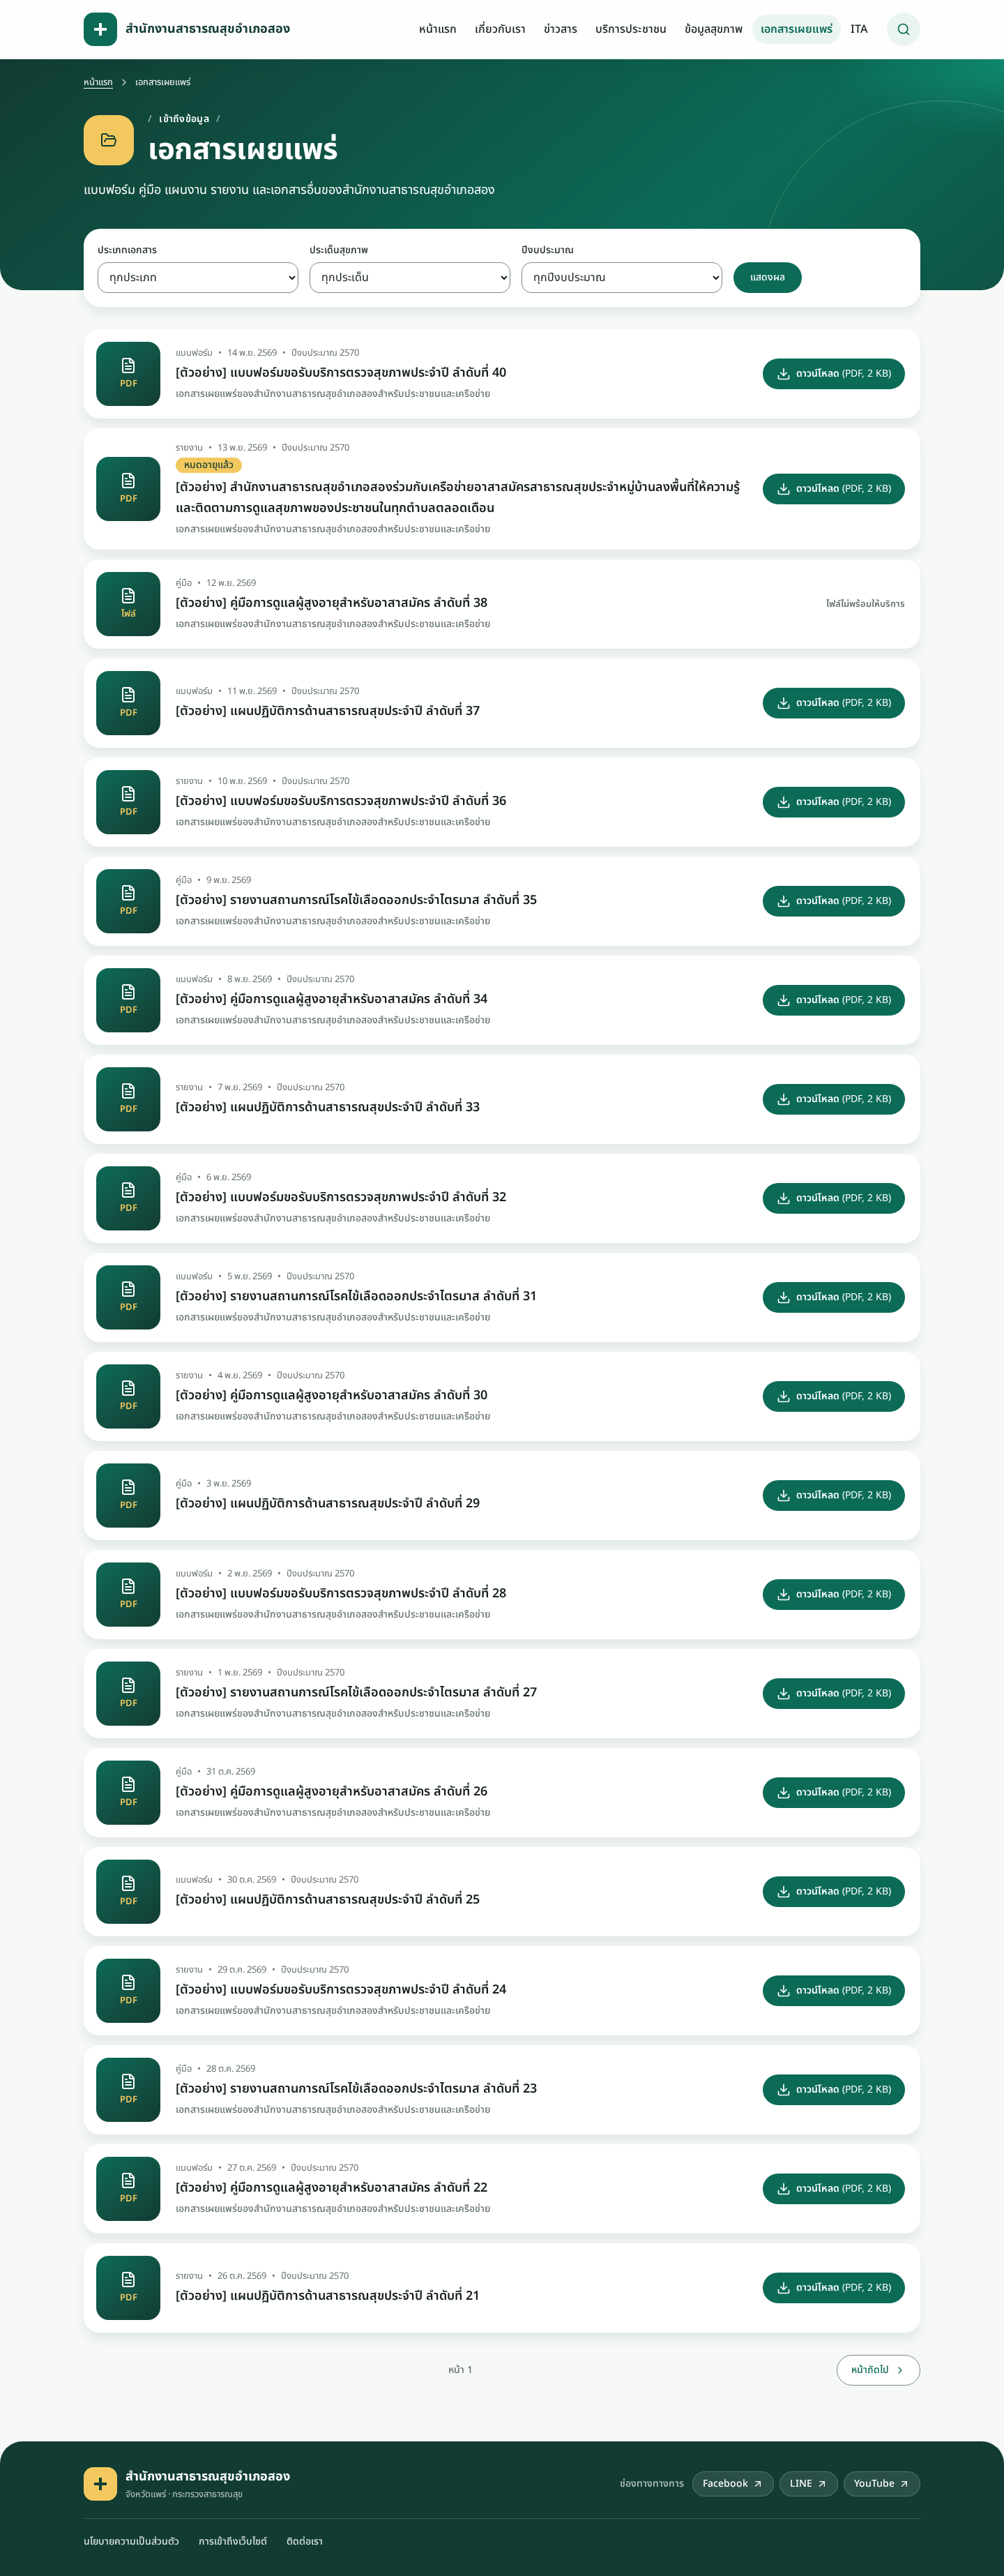 สำนักงานสาธารณสุขอำเภอสอง
หน้าแรก เกี่ยวกับเรา ข่าวสาร บริการประชาชน ข้อมูลสุขภาพ เอกสารเผยแพร่ ITA
หน้าแรก > เอกสารเผยแพร่
/ เข้าถึงข้อมูล /
เอกสารเผยแพร่
แบบฟอร์ม คู่มือ แผนงาน รายงาน และเอกสารอื่นของสำนักงานสาธารณสุขอำเภอสอง
ประเภทเอกสาร ประเด็นสุขภาพ ปีงบประมาณ
ทุกประเภท ทุกประเด็น ทุกปีงบประมาณ แสดงผล
แบบฟอร์ม • 14 พ.ย. 2569 • ปีงบประมาณ 2570
[ตัวอย่าง] แบบฟอร์มขอรับบริการตรวจสุขภาพประจำปี ลำดับที่ 40
PDF
เอกสารเผยแพร่ของสำนักงานสาธารณสุขอำเภอสองสำหรับประชาชนและเครือข่าย
ดาวน์โหลด (PDF, 2 KB)
รายงาน • 13 พ.ย. 2569 • ปีงบประมาณ 2570
หมดอายุแล้ว
[ตัวอย่าง] สำนักงานสาธารณสุขอำเภอสองร่วมกับเครือข่ายอาสาสมัครสาธารณสุขประจำหมู่บ้านลงพื้นที่ให้ความรู้
และติดตามการดูแลสุขภาพของประชาชนในทุกตำบลตลอดเดือน
PDF
เอกสารเผยแพร่ของสำนักงานสาธารณสุขอำเภอสองสำหรับประชาชนและเครือข่าย
ดาวน์โหลด (PDF, 2 KB)
คู่มือ • 12 พ.ย. 2569
[ตัวอย่าง] คู่มือการดูแลผู้สูงอายุสำหรับอาสาสมัคร ลำดับที่ 38
ไฟล์
เอกสารเผยแพร่ของสำนักงานสาธารณสุขอำเภอสองสำหรับประชาชนและเครือข่าย
ไฟล์ไม่พร้อมให้บริการ
แบบฟอร์ม • 11 พ.ย. 2569 • ปีงบประมาณ 2570
[ตัวอย่าง] แผนปฏิบัติการด้านสาธารณสุขประจำปี ลำดับที่ 37
PDF
ดาวน์โหลด (PDF, 2 KB)
รายงาน • 10 พ.ย. 2569 • ปีงบประมาณ 2570
[ตัวอย่าง] แบบฟอร์มขอรับบริการตรวจสุขภาพประจำปี ลำดับที่ 36
PDF
เอกสารเผยแพร่ของสำนักงานสาธารณสุขอำเภอสองสำหรับประชาชนและเครือข่าย
ดาวน์โหลด (PDF, 2 KB)
คู่มือ • 9 พ.ย. 2569
[ตัวอย่าง] รายงานสถานการณ์โรคไข้เลือดออกประจำไตรมาส ลำดับที่ 35
PDF
เอกสารเผยแพร่ของสำนักงานสาธารณสุขอำเภอสองสำหรับประชาชนและเครือข่าย
ดาวน์โหลด (PDF, 2 KB)
แบบฟอร์ม • 8 พ.ย. 2569 • ปีงบประมาณ 2570
[ตัวอย่าง] คู่มือการดูแลผู้สูงอายุสำหรับอาสาสมัคร ลำดับที่ 34
PDF
เอกสารเผยแพร่ของสำนักงานสาธารณสุขอำเภอสองสำหรับประชาชนและเครือข่าย
ดาวน์โหลด (PDF, 2 KB)
รายงาน • 7 พ.ย. 2569 • ปีงบประมาณ 2570
[ตัวอย่าง] แผนปฏิบัติการด้านสาธารณสุขประจำปี ลำดับที่ 33
PDF
ดาวน์โหลด (PDF, 2 KB)
คู่มือ • 6 พ.ย. 2569
[ตัวอย่าง] แบบฟอร์มขอรับบริการตรวจสุขภาพประจำปี ลำดับที่ 32
PDF
เอกสารเผยแพร่ของสำนักงานสาธารณสุขอำเภอสองสำหรับประชาชนและเครือข่าย
ดาวน์โหลด (PDF, 2 KB)
แบบฟอร์ม • 5 พ.ย. 2569 • ปีงบประมาณ 2570
[ตัวอย่าง] รายงานสถานการณ์โรคไข้เลือดออกประจำไตรมาส ลำดับที่ 31
PDF
เอกสารเผยแพร่ของสำนักงานสาธารณสุขอำเภอสองสำหรับประชาชนและเครือข่าย
ดาวน์โหลด (PDF, 2 KB)
รายงาน • 4 พ.ย. 2569 • ปีงบประมาณ 2570
[ตัวอย่าง] คู่มือการดูแลผู้สูงอายุสำหรับอาสาสมัคร ลำดับที่ 30
PDF
เอกสารเผยแพร่ของสำนักงานสาธารณสุขอำเภอสองสำหรับประชาชนและเครือข่าย
ดาวน์โหลด (PDF, 2 KB)
คู่มือ • 3 พ.ย. 2569
[ตัวอย่าง] แผนปฏิบัติการด้านสาธารณสุขประจำปี ลำดับที่ 29
PDF
ดาวน์โหลด (PDF, 2 KB)
แบบฟอร์ม • 2 พ.ย. 2569 • ปีงบประมาณ 2570
[ตัวอย่าง] แบบฟอร์มขอรับบริการตรวจสุขภาพประจำปี ลำดับที่ 28
PDF
เอกสารเผยแพร่ของสำนักงานสาธารณสุขอำเภอสองสำหรับประชาชนและเครือข่าย
ดาวน์โหลด (PDF, 2 KB)
รายงาน • 1 พ.ย. 2569 • ปีงบประมาณ 2570
[ตัวอย่าง] รายงานสถานการณ์โรคไข้เลือดออกประจำไตรมาส ลำดับที่ 27
PDF
เอกสารเผยแพร่ของสำนักงานสาธารณสุขอำเภอสองสำหรับประชาชนและเครือข่าย
ดาวน์โหลด (PDF, 2 KB)
คู่มือ • 31 ต.ค. 2569
[ตัวอย่าง] คู่มือการดูแลผู้สูงอายุสำหรับอาสาสมัคร ลำดับที่ 26
PDF
เอกสารเผยแพร่ของสำนักงานสาธารณสุขอำเภอสองสำหรับประชาชนและเครือข่าย
ดาวน์โหลด (PDF, 2 KB)
แบบฟอร์ม • 30 ต.ค. 2569 • ปีงบประมาณ 2570
[ตัวอย่าง] แผนปฏิบัติการด้านสาธารณสุขประจำปี ลำดับที่ 25
PDF
ดาวน์โหลด (PDF, 2 KB)
รายงาน • 29 ต.ค. 2569 • ปีงบประมาณ 2570
[ตัวอย่าง] แบบฟอร์มขอรับบริการตรวจสุขภาพประจำปี ลำดับที่ 24
PDF
เอกสารเผยแพร่ของสำนักงานสาธารณสุขอำเภอสองสำหรับประชาชนและเครือข่าย
ดาวน์โหลด (PDF, 2 KB)
คู่มือ • 28 ต.ค. 2569
[ตัวอย่าง] รายงานสถานการณ์โรคไข้เลือดออกประจำไตรมาส ลำดับที่ 23
PDF
เอกสารเผยแพร่ของสำนักงานสาธารณสุขอำเภอสองสำหรับประชาชนและเครือข่าย
ดาวน์โหลด (PDF, 2 KB)
แบบฟอร์ม • 27 ต.ค. 2569 • ปีงบประมาณ 2570
[ตัวอย่าง] คู่มือการดูแลผู้สูงอายุสำหรับอาสาสมัคร ลำดับที่ 22
PDF
เอกสารเผยแพร่ของสำนักงานสาธารณสุขอำเภอสองสำหรับประชาชนและเครือข่าย
ดาวน์โหลด (PDF, 2 KB)
รายงาน • 26 ต.ค. 2569 • ปีงบประมาณ 2570
[ตัวอย่าง] แผนปฏิบัติการด้านสาธารณสุขประจำปี ลำดับที่ 21
PDF
ดาวน์โหลด (PDF, 2 KB)
หน้า 1
หน้าถัดไป
สำนักงานสาธารณสุขอำเภอสอง
จังหวัดแพร่ · กระทรวงสาธารณสุข
ช่องทางทางการ Facebook LINE YouTube
นโยบายความเป็นส่วนตัว การเข้าถึงเว็บไซต์ ติดต่อเรา